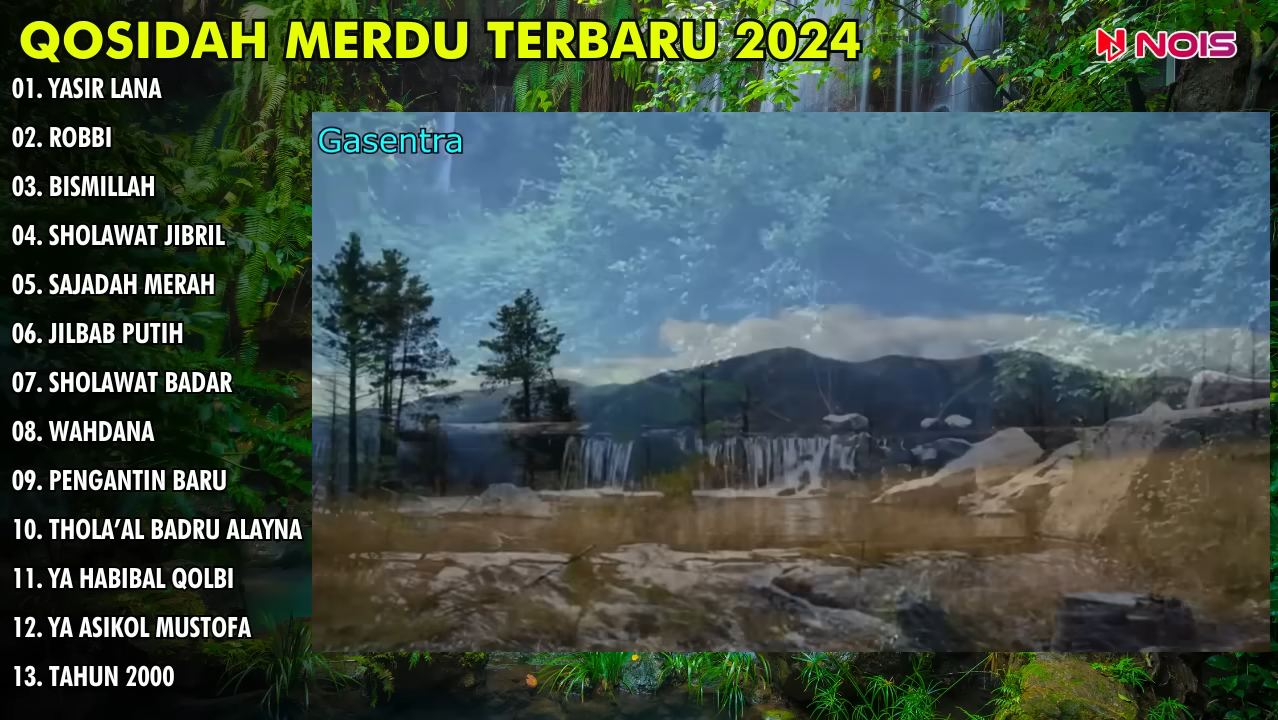 QOSIDAH MERDU TERBARU 2024
NOIS
01. YASIR LANA
02. ROBBI
03. BISMILLAH
04. SHOLAWAT JIBRIL
05. SAJADAH MERAH
06. JILBAB PUTIH
07. SHOLAWAT BADAR
08. WAHDANA
09. PENGANTIN BARU
10. THOLA’AL BADRU ALAYNA
11. YA HABIBAL QOLBI
12. YA ASIKOL MUSTOFA
13. TAHUN 2000
Gasentra